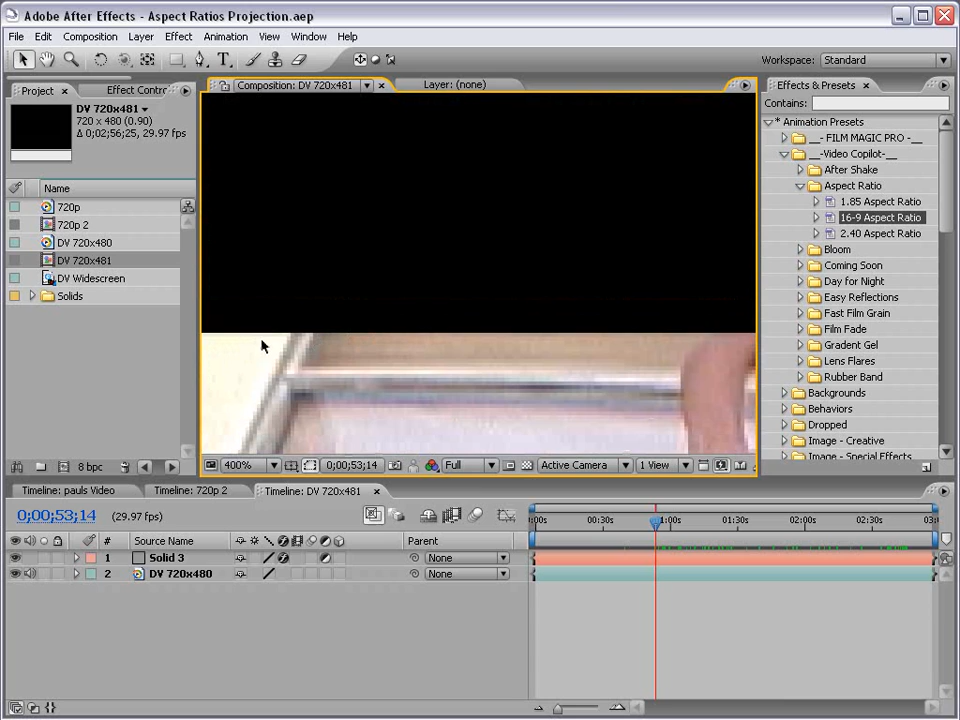 Adobe After Effects - Aspect Ratios Projection.aep
File Edit Composition Layer Effect Animation View Window Help
Workspace: Standard
Project × Effect Contro
Composition: DV 720x481 ×
Layer: (none)
Effects & Presets ×
DV 720x481
720 x 480 (0.90)
Δ 0;02;56;25, 29.97 fps
Name
720p
720p 2
DV 720x480
DV 720x481
DV Widescreen
Solids
8 bpc
Contains:
* Animation Presets
__- FILM MAGIC PRO -__
__-Video Copilot-__
After Shake
Aspect Ratio
1.85 Aspect Ratio
16-9 Aspect Ratio
2.40 Aspect Ratio
Bloom
Coming Soon
Day for Night
Easy Reflections
Fast Film Grain
Film Fade
Gradent Gel
Lens Flares
Rubber Band
Backgrounds
Behaviors
Dropped
Image - Creative
Image - Special Effects
400% 0;00;53;14 Full Active Camera 1 View
Timeline: pauls Video Timeline: 720p 2 Timeline: DV 720x481 ×
0;00;53;14 (29.97 fps)
00s 00:30s 1:00s 01:30s 02:00s 02:30s 03:0
# Source Name Parent
1 Solid 3 None
2 DV 720x480 None